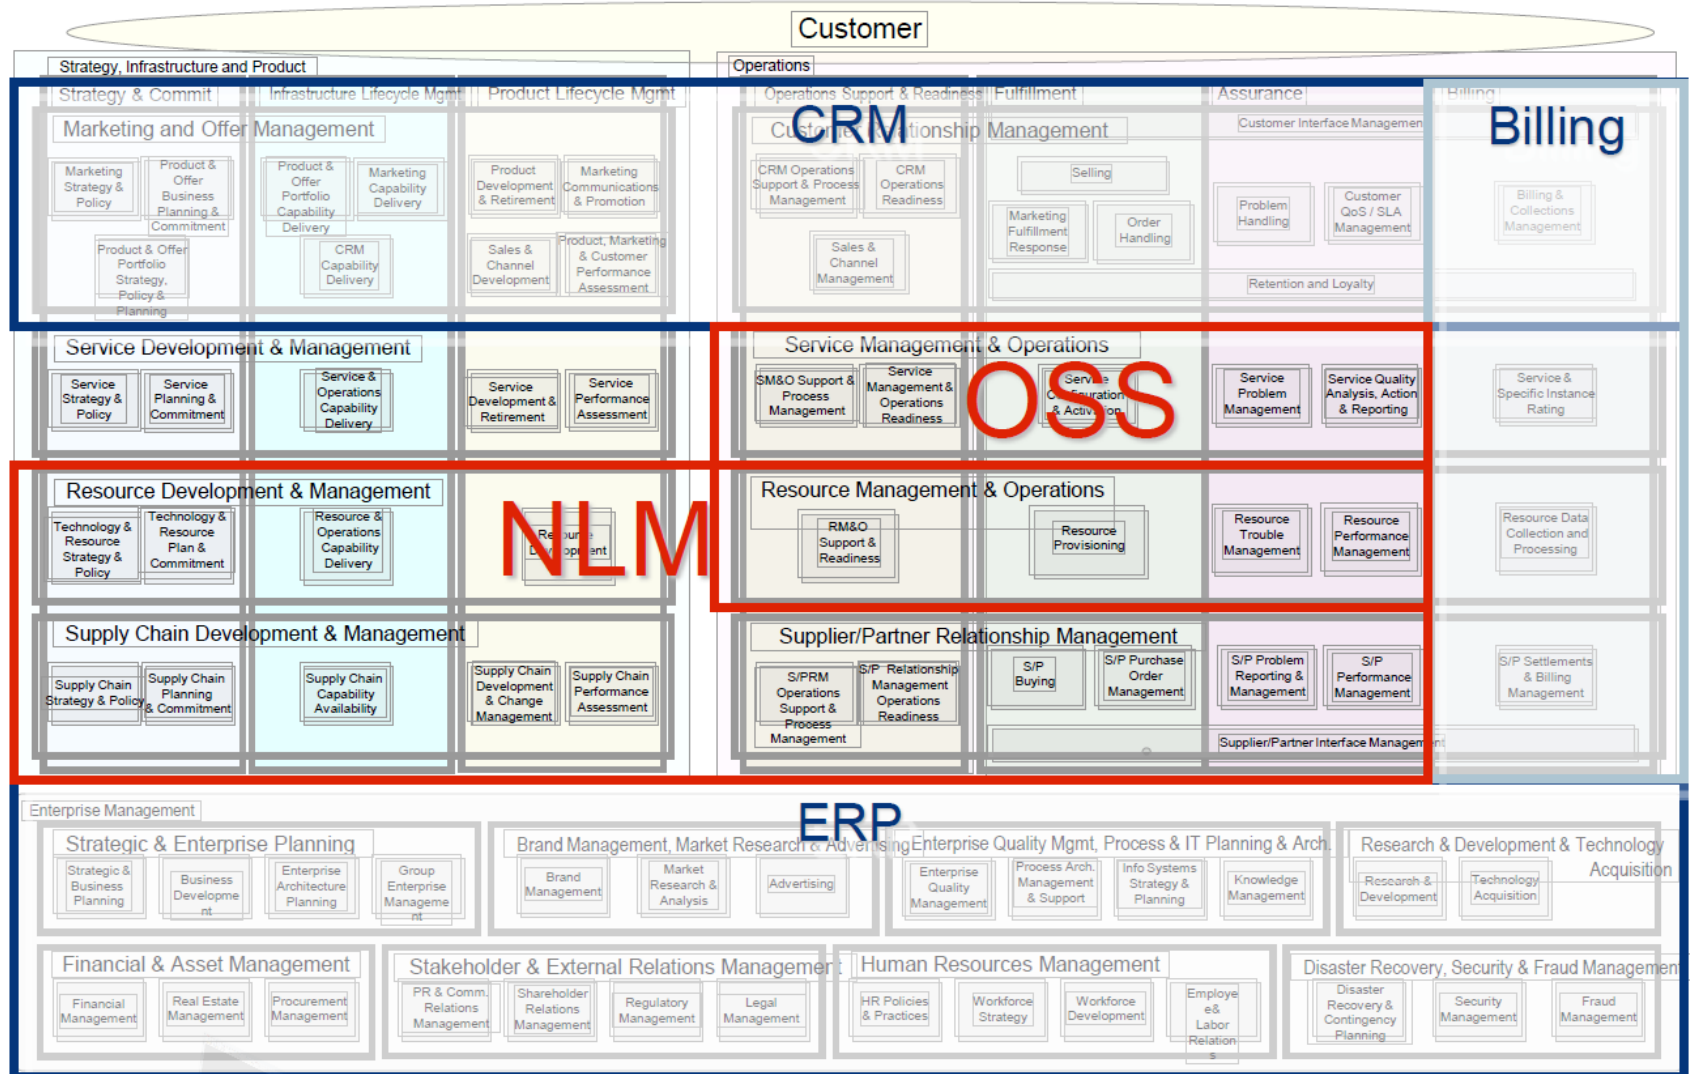 Customer
Strategy, Infrastructure and Product
Operations
Strategy & Commit
Infrastructure Lifecycle Mgmt
Product Lifecycle Mgmt
Operations Support & Readiness
Fulfillment
Assurance
Billing
CRM
Billing
Marketing and Offer Management
Marketing
Strategy &
Policy
Product &
Offer
Business
Planning &
Commitment
Product &
Offer
Portfolio
Capability
Delivery
Marketing
Capability
Delivery
Product
Development
& Retirement
Marketing
Communications
& Promotion
Product & Offer
Portfolio
Strategy,
Policy &
Planning
CRM
Capability
Delivery
Sales &
Channel
Development
Product, Marketing
& Customer
Performance
Assessment
Customer Relationship Management
Customer Interface Management
CRM Operations
Support & Process
Management
CRM
Operations
Readiness
Selling
Marketing
Fulfillment
Response
Order
Handling
Problem
Handling
Customer
QoS / SLA
Management
Billing &
Collections
Management
Sales &
Channel
Management
Retention and Loyalty
Service Development & Management
Service
Strategy &
Policy
Service
Planning &
Commitment
Service &
Operations
Capability
Delivery
Service
Development &
Retirement
Service
Performance
Assessment
Service Management & Operations
OSS
SM&O Support &
Process
Management
Service
Management &
Operations
Readiness
Service
Configuration
& Activation
Service
Problem
Management
Service Quality
Analysis, Action
& Reporting
Service &
Specific Instance
Rating
Resource Development & Management
NLM
Technology &
Resource
Strategy &
Policy
Technology &
Resource
Plan &
Commitment
Resource &
Operations
Capability
Delivery
Resource
Development
Resource Management & Operations
RM&O
Support &
Readiness
Resource
Provisioning
Resource
Trouble
Management
Resource
Performance
Management
Resource Data
Collection and
Processing
Supply Chain Development & Management
Supply Chain
Strategy & Policy
Supply Chain
Planning
& Commitment
Supply Chain
Capability
Availability
Supply Chain
Development
& Change
Management
Supply Chain
Performance
Assessment
Supplier/Partner Relationship Management
S/PRM
Operations
Support &
Process
Management
S/P Relationship
Management
Operations
Readiness
S/P
Buying
S/P Purchase
Order
Management
S/P Problem
Reporting &
Management
S/P
Performance
Management
S/P Settlements
& Billing
Management
Supplier/Partner Interface Management
Enterprise Management
ERP
Strategic & Enterprise Planning
Strategic &
Business
Planning
Business
Developme
nt
Enterprise
Architecture
Planning
Group
Enterprise
Manageme
nt
Brand Management, Market Research & Advertising
Brand
Management
Market
Research &
Analysis
Advertising
Enterprise Quality Mgmt, Process & IT Planning & Arch.
Enterprise
Quality
Management
Process Arch.
Management
& Support
Info Systems
Strategy &
Planning
Knowledge
Management
Research & Development & Technology
Acquisition
Research &
Development
Technology
Acquisition
Financial & Asset Management
Financial
Management
Real Estate
Management
Procurement
Management
Stakeholder & External Relations Management
PR & Comm.
Relations
Management
Shareholder
Relations
Management
Regulatory
Management
Legal
Management
Human Resources Management
HR Policies
& Practices
Workforce
Strategy
Workforce
Development
Employe
e&
Labor
Relation
s
Disaster Recovery, Security & Fraud Management
Disaster
Recovery &
Contingency
Planning
Security
Management
Fraud
Management